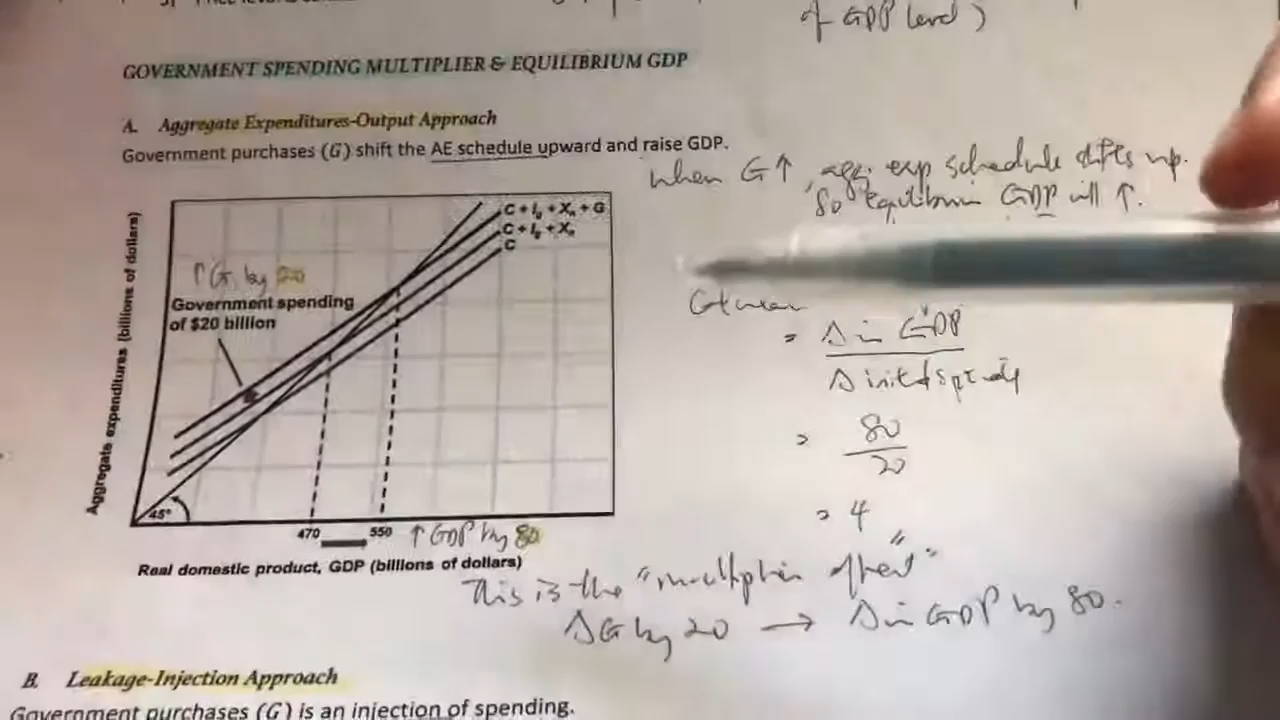 of GDP level)
GOVERNMENT SPENDING MULTIPLIER & EQUILIBRIUM GDP
A. Aggregate Expenditures-Output Approach
Government purchases (G) shift the AE schedule upward and raise GDP.
when G↑, agg. exp schedule shifts up.
So equilibrium GDP will ↑.
C + Ig + Xn + G
C + Ig + Xn
C
↑G by 20
Government spending
of $20 billion
Aggregate expenditures (billions of dollars)
45°
470 550 ↑ GDP by 80
Real domestic product, GDP (billions of dollars)
= Δ in GDP
Δ spending
= 80
20
= 4
This is the "multiplier effect"
ΔG by 20 → Δ in GDP by 80.
B. Leakage-Injection Approach
Government purchases (G) is an injection of spending.